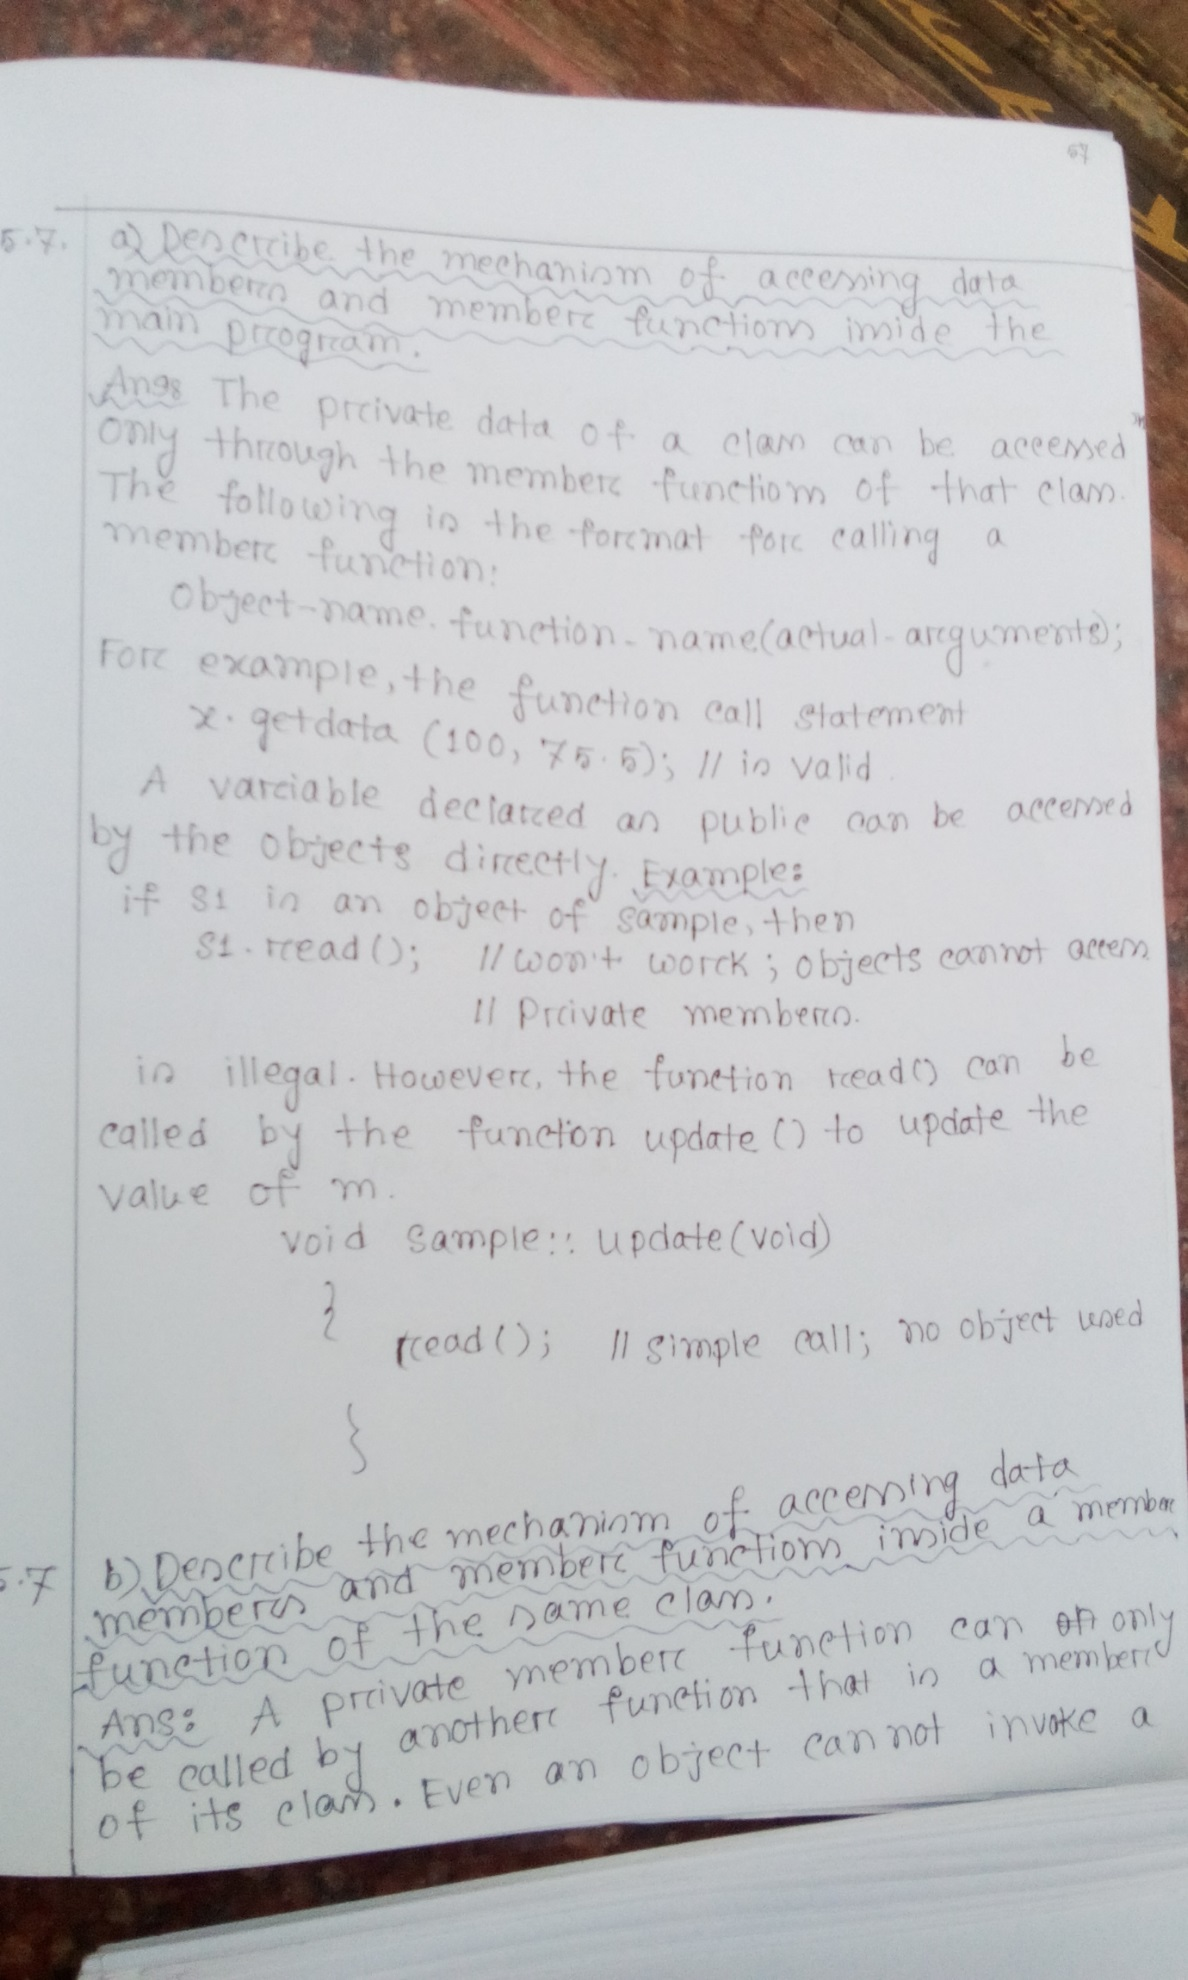 67
5.7. a) Describe the mechanism of accessing data
members and member functions inside the
main program.
Ans: The private data of a class can be accessed
only through the member functions of that class.
The following is the format for calling a
member function:
Object-name. function-name(actual-arguments);
For example, the function call statement
x. getdata (100, 75.5); // is valid
A variable declared as public can be accessed
by the objects directly. Example:
if S1 is an object of sample, then
S1. read (); // won't work; objects cannot access
// Private members.
is illegal. However, the function read() can be
called by the functon update () to update the
value of m.
void sample:: update(void)
{
read(); // simple call; no object used
}
5.7 b) Describe the mechanism of accessing data
members and member functions inside a member
function of the same class.
Ans: A private member function can only
be called by another function that is a member
of its class. Even an object cannot invoke a